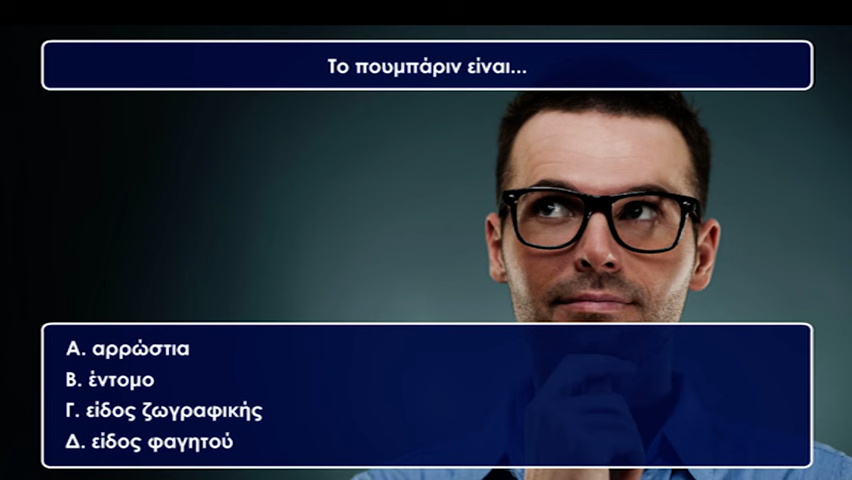 Το πουμπάριν είναι...
Α. αρρώστια
Β. έντομο
Γ. είδος ζωγραφικής
Δ. είδος φαγητού